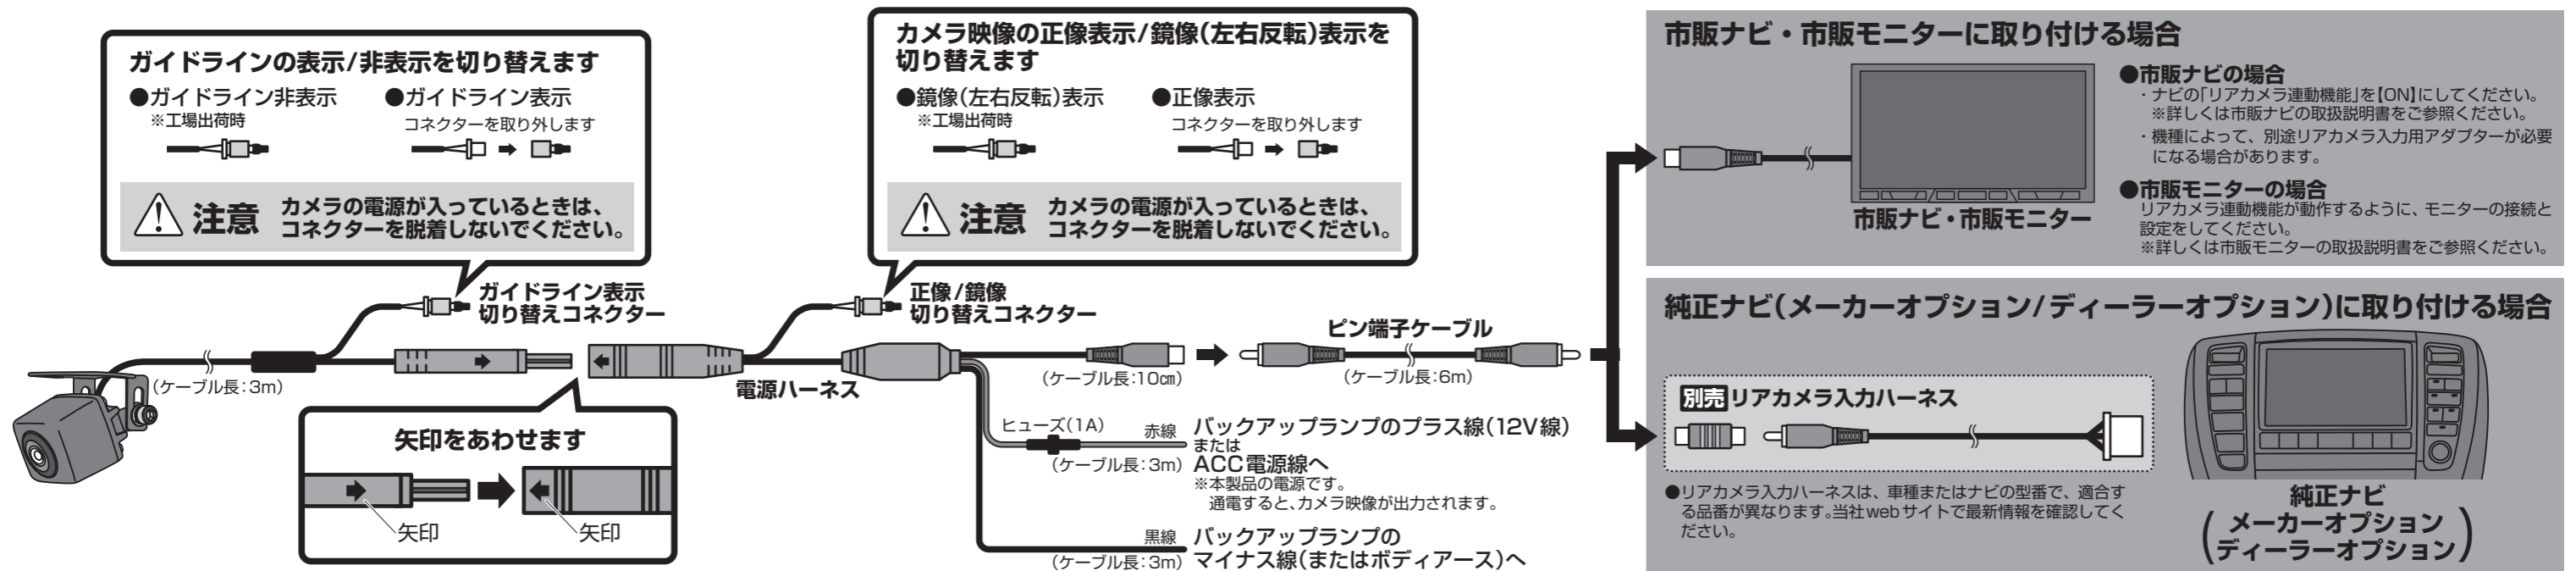 ガイドラインの表示/非表示を切り替えます
●ガイドライン非表示
※工場出荷時
●ガイドライン表示
コネクターを取り外します
注意
カメラの電源が入っているときは、
コネクターを脱着しないでください。
カメラ映像の正像表示/鏡像(左右反転)表示を
切り替えます
●鏡像(左右反転)表示
※工場出荷時
●正像表示
コネクターを取り外します
注意
カメラの電源が入っているときは、
コネクターを脱着しないでください。
ガイドライン表示
切り替えコネクター
正像/鏡像
切り替えコネクター
(ケーブル長:3m)
電源ハーネス
(ケーブル長:10㎝)
ピン端子ケーブル
(ケーブル長:6m)
矢印をあわせます
矢印
矢印
ヒューズ(1A)
赤線
(ケーブル長:3m)
バックアップランプのプラス線(12V線)
または
ACC電源線へ
※本製品の電源です。
通電すると、カメラ映像が出力されます。
黒線
(ケーブル長:3m)
バックアップランプの
マイナス線(またはボディアース)へ
市販ナビ・市販モニターに取り付ける場合
市販ナビ・市販モニター
●市販ナビの場合
・ナビの「リアカメラ連動機能」を【ON】にしてください。
※詳しくは市販ナビの取扱説明書をご参照ください。
・機種によって、別途リアカメラ入力用アダプターが必要
になる場合があります。
●市販モニターの場合
リアカメラ連動機能が動作するように、モニターの接続と
設定をしてください。
※詳しくは市販モニターの取扱説明書をご参照ください。
純正ナビ(メーカーオプション/ディーラーオプション)に取り付ける場合
別売 リアカメラ入力ハーネス
●リアカメラ入力ハーネスは、車種またはナビの型番で、適合す
る品番が異なります。当社webサイトで最新情報を確認してく
ださい。
純正ナビ
(メーカーオプション
ディーラーオプション)